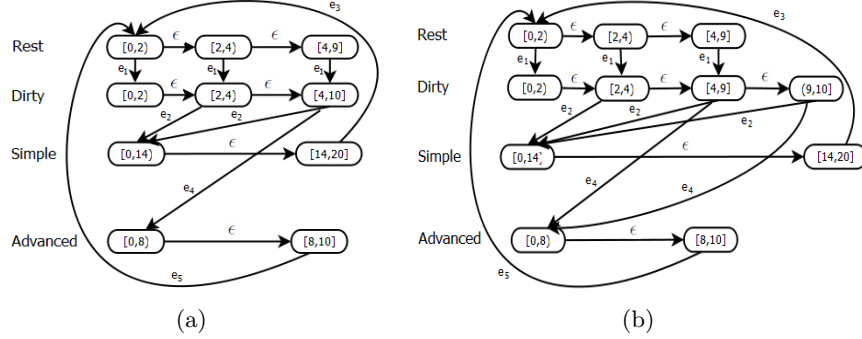 e3
Rest [0,2) ϵ [2,4) ϵ [4,9]
e1 e1 e1
Dirty [0,2) ϵ [2,4) ϵ [4,10]
e2 e2
Simple [0,14) ϵ [14,20]
e4
Advanced [0,8) ϵ [8,10]
e5
(a)
e3
Rest [0,2) ϵ [2,4) ϵ [4,9]
e1 e1 e1
Dirty [0,2) ϵ [2,4) ϵ [4,9] ϵ (9,10]
e2 e2 e2
Simple [0,14) ϵ [14,20]
e4 e4
Advanced [0,8) ϵ [8,10]
e5
(b)